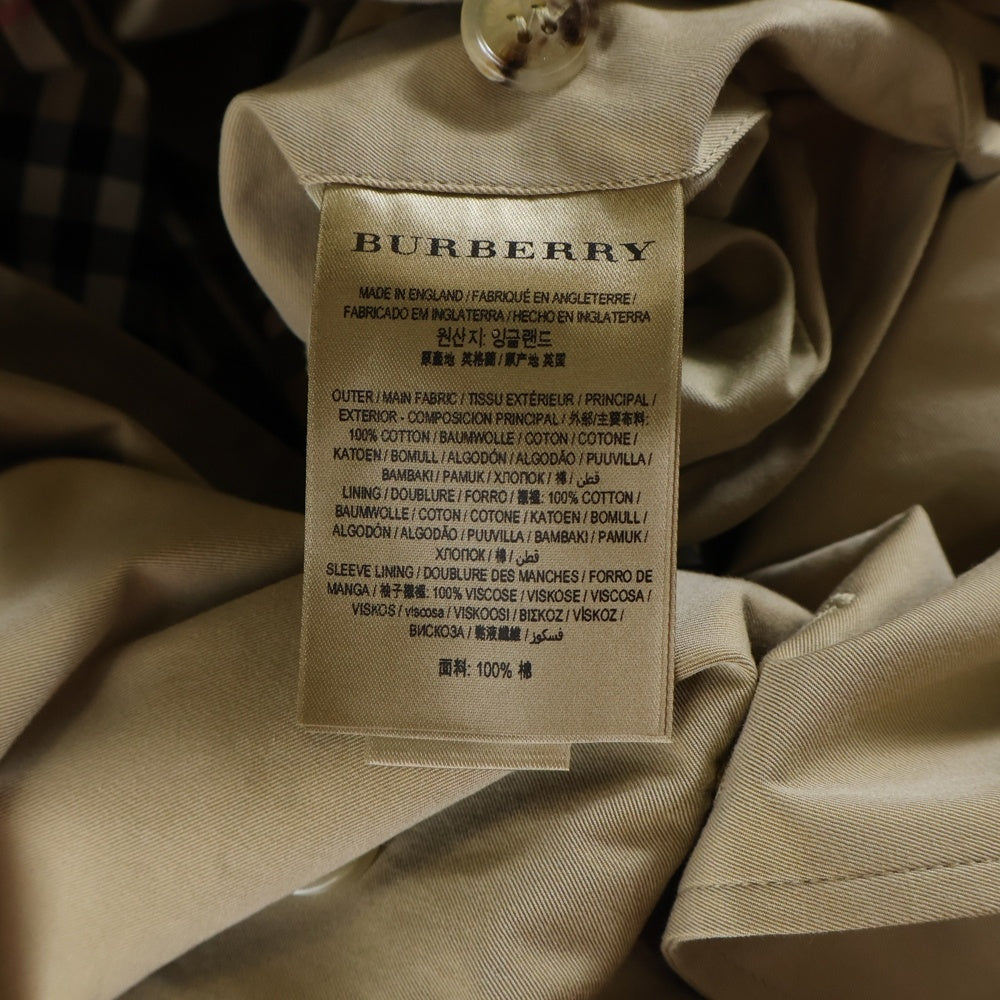 BURBERRY
MADE IN ENGLAND / FABRIQUÉ EN ANGLETERRE /
FABRICADO EM INGLATERRA / HECHO EN INGLATERRA
원산지: 잉글랜드
原產地 英格蘭 / 原产地 英国
OUTER / MAIN FABRIC / TISSU EXTÉRIEUR / PRINCIPAL /
EXTERIOR - COMPOSICION PRINCIPAL / 外部/主要布料:
100% COTTON / BAUMWOLLE / COTON / COTONE /
KATOEN / BOMULL / ALGODÓN / ALGODÃO / PUUVILLA /
BAMBAKI / PAMUK / ХЛОПОК / 棉 / قطن
LINING / DOUBLURE / FORRO / 襯裡: 100% COTTON /
BAUMWOLLE / COTON / COTONE / KATOEN / BOMULL /
ALGODÓN / ALGODÃO / PUUVILLA / BAMBAKI / PAMUK /
ХЛОПОК / 棉 / قطن
SLEEVE LINING / DOUBLURE DES MANCHES / FORRO DE
MANGA / 袖子襯裡: 100% VISCOSE / VISKOSE / VISCOSA /
VISKOS / viscosa / VISKOOSI / ΒΙΣΚΟΖ / VİSKOZ /
ВИСКОЗА / 黏液纖維 / فسكوز
面料: 100% 棉